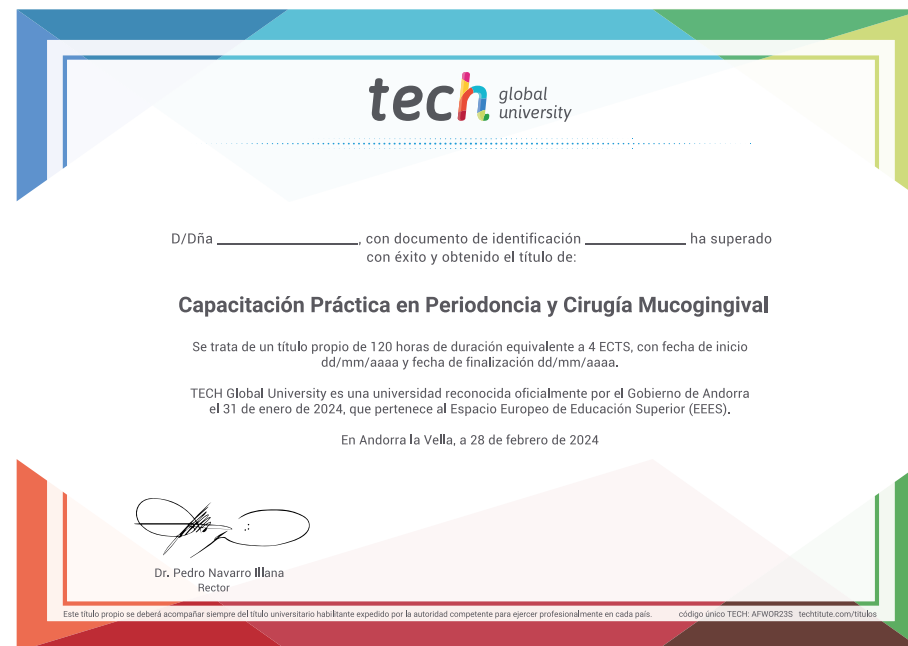 tech global university
D/Dña ____________________, con documento de identificación ______________ ha superado
con éxito y obtenido el título de:
Capacitación Práctica en Periodoncia y Cirugía Mucogingival
Se trata de un título propio de 120 horas de duración equivalente a 4 ECTS, con fecha de inicio
dd/mm/aaaa y fecha de finalización dd/mm/aaaa.
TECH Global University es una universidad reconocida oficialmente por el Gobierno de Andorra
el 31 de enero de 2024, que pertenece al Espacio Europeo de Educación Superior (EEES).
En Andorra la Vella, a 28 de febrero de 2024
Dr. Pedro Navarro Illana
Rector
Este título propio se deberá acompañar siempre del título universitario habilitante expedido por la autoridad competente para ejercer profesionalmente en cada país. código único TECH: AFWOR23S techtitute.com/titulos